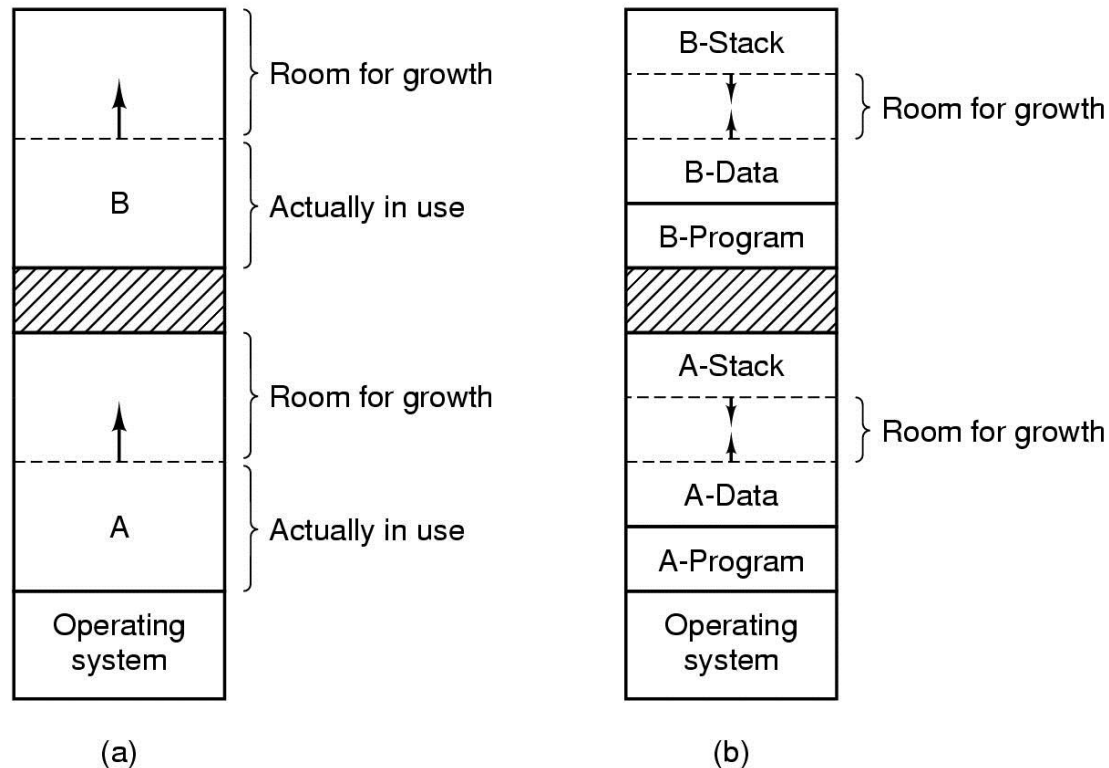 Room for growth
B
Actually in use
Room for growth
A
Actually in use
Operating
system
(a)
B-Stack
Room for growth
B-Data
B-Program
A-Stack
Room for growth
A-Data
A-Program
Operating
system
(b)